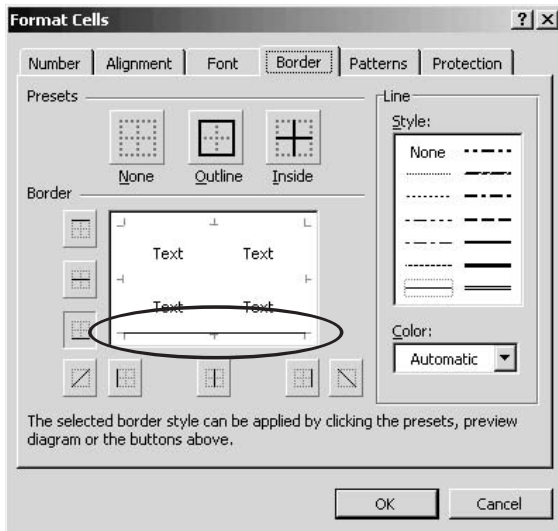 Format Cells
Number Alignment Font Border Patterns Protection
Presets
None Outline Inside
Border
Text Text
Text Text
Line
Style:
None
Color:
Automatic
The selected border style can be applied by clicking the presets, preview
diagram or the buttons above.
OK Cancel